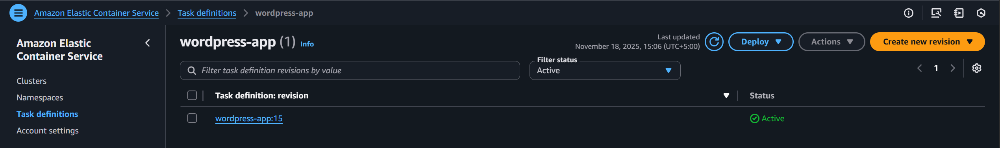 Amazon Elastic Container Service > Task definitions > wordpress-app
Amazon Elastic
Container Service
Clusters
Namespaces
Task definitions
Account settings
wordpress-app (1) Info
Last updated
November 18, 2025, 15:06 (UTC+5:00)
Deploy
Actions
Create new revision
Filter task definition revisions by value
Filter status
Active
1
Task definition: revision
Status
wordpress-app:15
Active